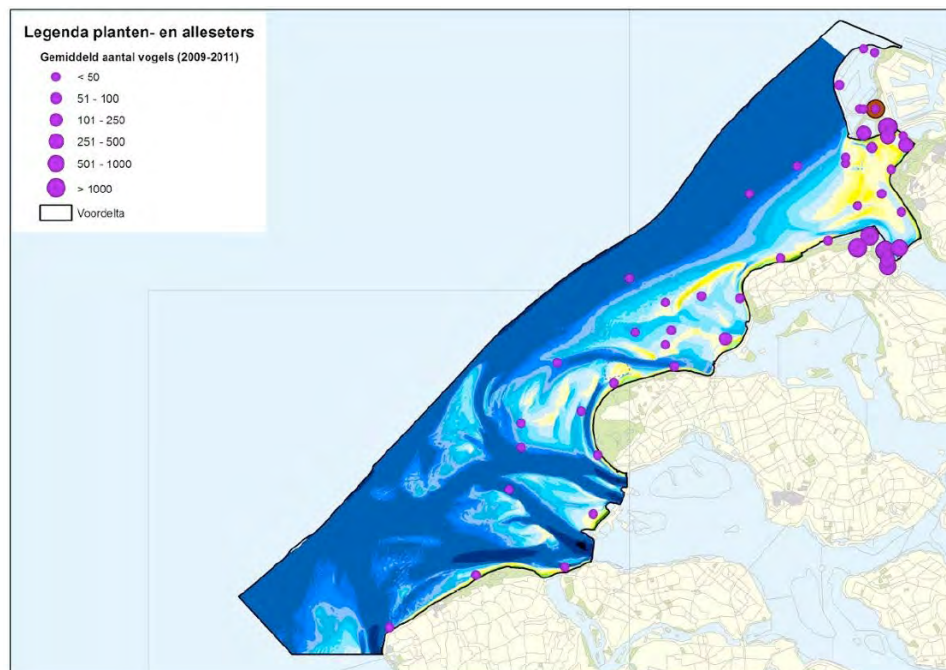 Legenda planten- en alleseters
Gemiddeld aantal vogels (2009-2011)
< 50
51 - 100
101 - 250
251 - 500
501 - 1000
> 1000
Voordelta